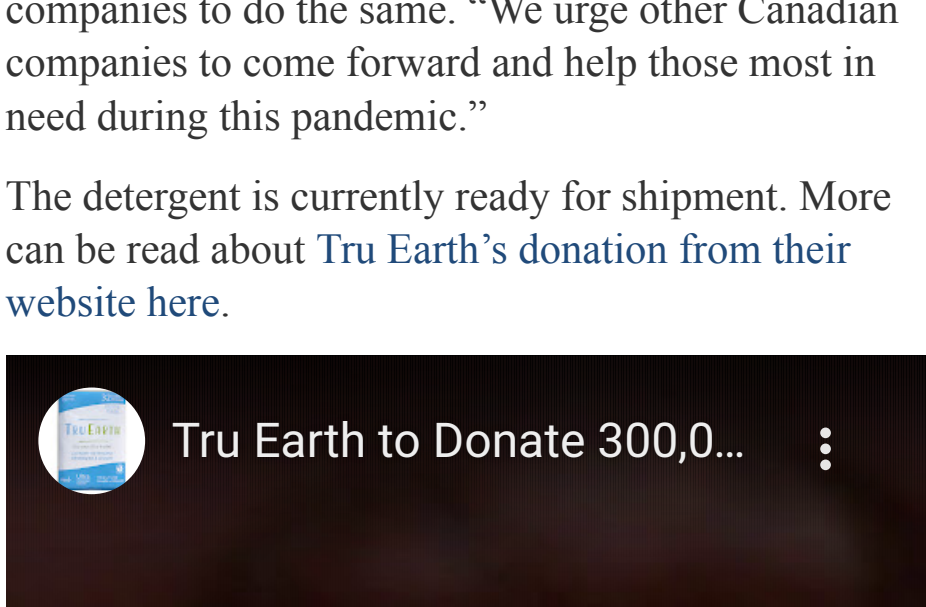 companies to do the same. “We urge other Canadian
companies to come forward and help those most in
need during this pandemic.”
The detergent is currently ready for shipment. More
can be read about Tru Earth’s donation from their
website here.
Tru Earth to Donate 300,0...
TRUEARTH
32